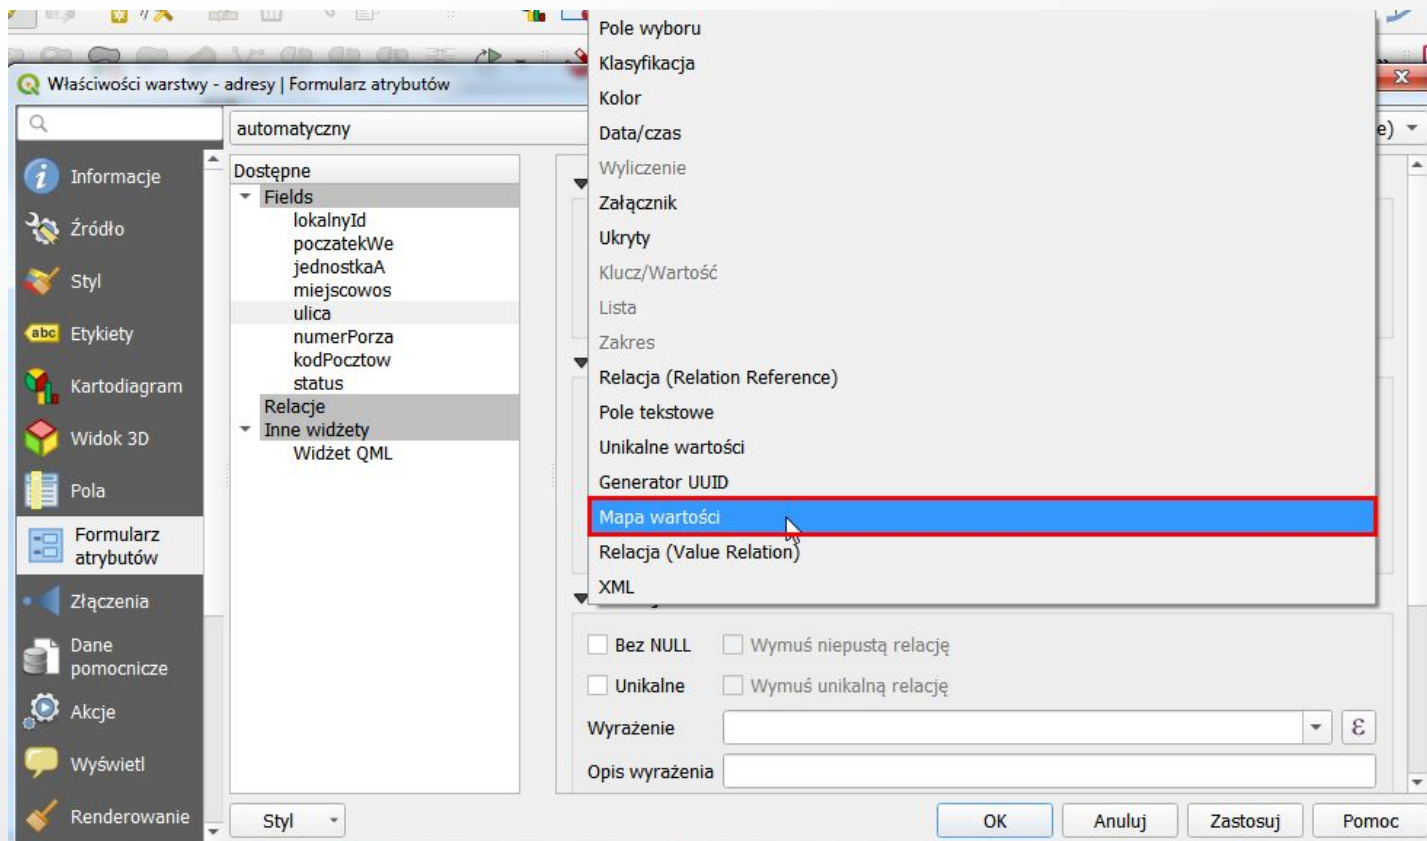 Właściwości warstwy - adresy | Formularz atrybutów
automatyczny
e)
Informacje
Źródło
Styl
abc Etykiety
Kartodiagram
Widok 3D
Pola
Formularz
atrybutów
Złączenia
Dane
pomocnicze
Akcje
Wyświetl
Renderowanie
Dostępne
Fields
lokalnyId
poczatekWe
jednostkaA
miejscowos
ulica
numerPorza
kodPocztow
status
Relacje
Inne widżety
Widżet QML
Pole wyboru
Klasyfikacja
Kolor
Data/czas
Wyliczenie
Załącznik
Ukryty
Klucz/Wartość
Lista
Zakres
Relacja (Relation Reference)
Pole tekstowe
Unikalne wartości
Generator UUID
Mapa wartości
Relacja (Value Relation)
XML
Bez NULL Wymuś niepustą relację
Unikalne Wymuś unikalną relację
Wyrażenie ε
Opis wyrażenia
Styl OK Anuluj Zastosuj Pomoc